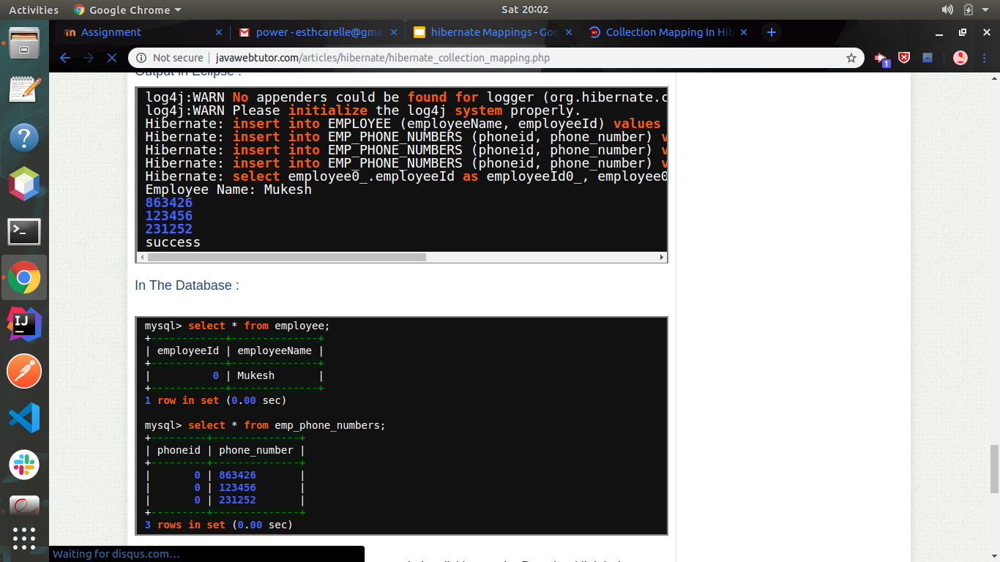 Activities Google Chrome Sat 20:02
Assignment power - esthcarelle@gma hibernate Mappings - Goo Collection Mapping In Hib
Not secure javawebtutor.com/articles/hibernate/hibernate_collection_mapping.php
1
Output in Eclipse :
log4j:WARN No appenders could be found for logger (org.hibernate.c
log4j:WARN Please initialize the log4j system properly.
Hibernate: insert into EMPLOYEE (employeeName, employeeId) values
Hibernate: insert into EMP_PHONE_NUMBERS (phoneid, phone_number) v
Hibernate: insert into EMP_PHONE_NUMBERS (phoneid, phone_number) v
Hibernate: insert into EMP_PHONE_NUMBERS (phoneid, phone_number) v
Hibernate: select employee0_.employeeId as employeeId0_, employee0
Employee Name: Mukesh
863426
123456
231252
success
In The Database :
mysql> select * from employee;
+------------+--------------+
| employeeId | employeeName |
+------------+--------------+
| 0 | Mukesh |
+------------+--------------+
1 row in set (0.00 sec)
mysql> select * from emp_phone_numbers;
+---------+--------------+
| phoneid | phone_number |
+---------+--------------+
| 0 | 863426 |
| 0 | 123456 |
| 0 | 231252 |
+---------+--------------+
3 rows in set (0.00 sec)
Waiting for disqus.com...
IJ